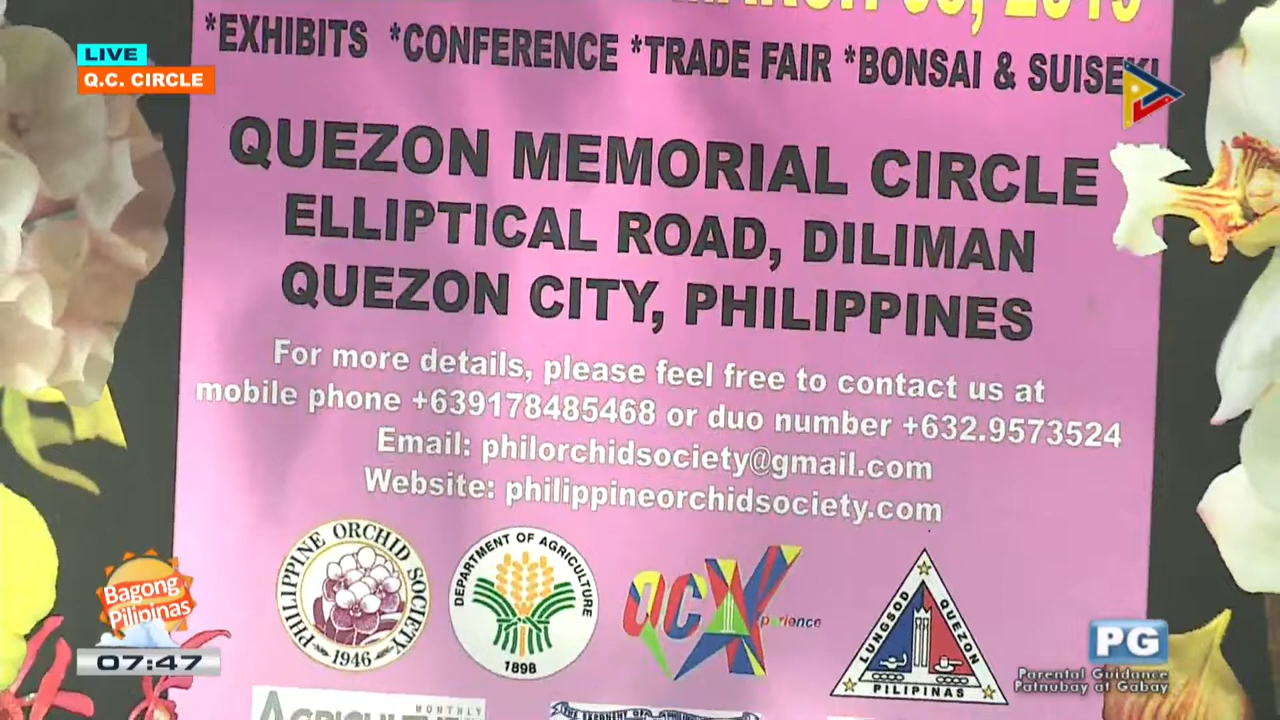 *EXHIBITS *CONFERENCE *TRADE FAIR *BONSAI & SUISEKI
LIVE
Q.C. CIRCLE
QUEZON MEMORIAL CIRCLE
ELLIPTICAL ROAD, DILIMAN
QUEZON CITY, PHILIPPINES
For more details, please feel free to contact us at
mobile phone +639178485468 or duo number +632.9573524
Email: philorchidsociety@gmail.com
Website: philippineorchidsociety.com
PHILIPPINE ORCHID SOCIETY
1946
DEPARTMENT OF AGRICULTURE
1898
QCX
perience
LUNGSOD QUEZON
PILIPINAS
Bagong
Pilipinas
07:47
PG
Parental Guidance
Patnubay at Gabay
MONTHLY